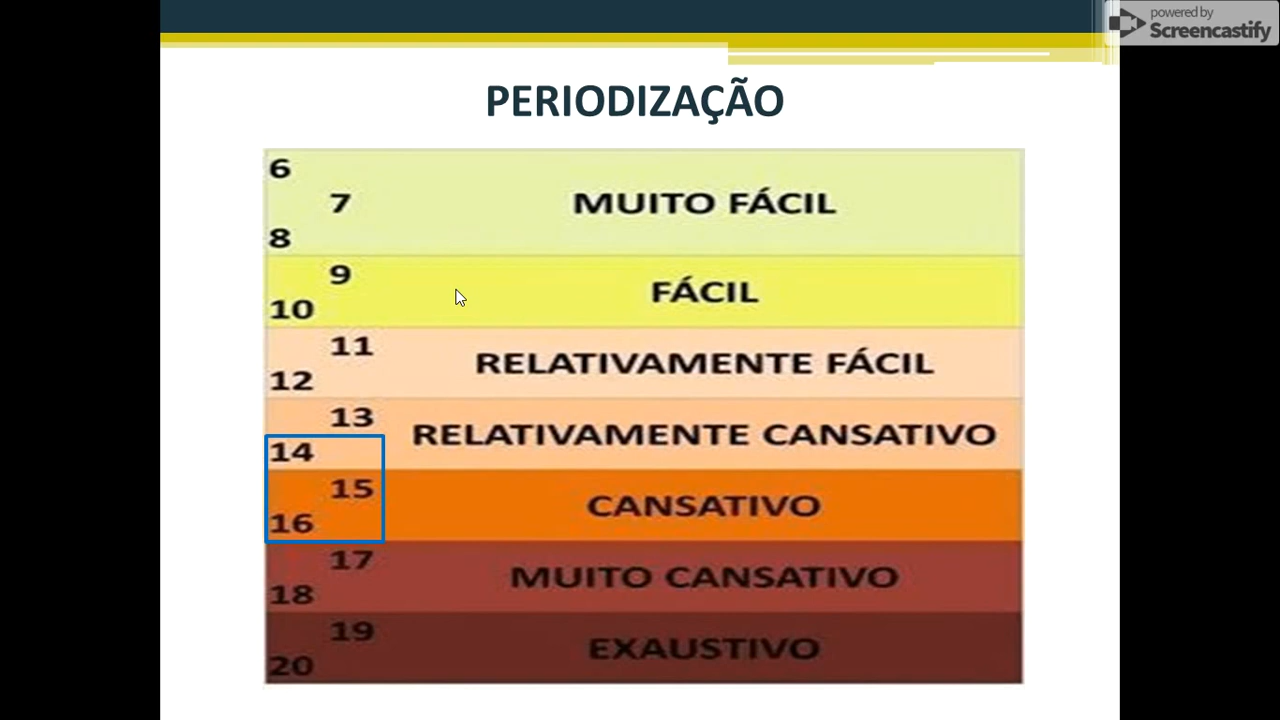 powered by
Screencastify
PERIODIZAÇÃO
6
7 MUITO FÁCIL
8
9
FÁCIL
10
11
RELATIVAMENTE FÁCIL
12
13
RELATIVAMENTE CANSATIVO
14
15
CANSATIVO
16
17
MUITO CANSATIVO
18
19
EXAUSTIVO
20